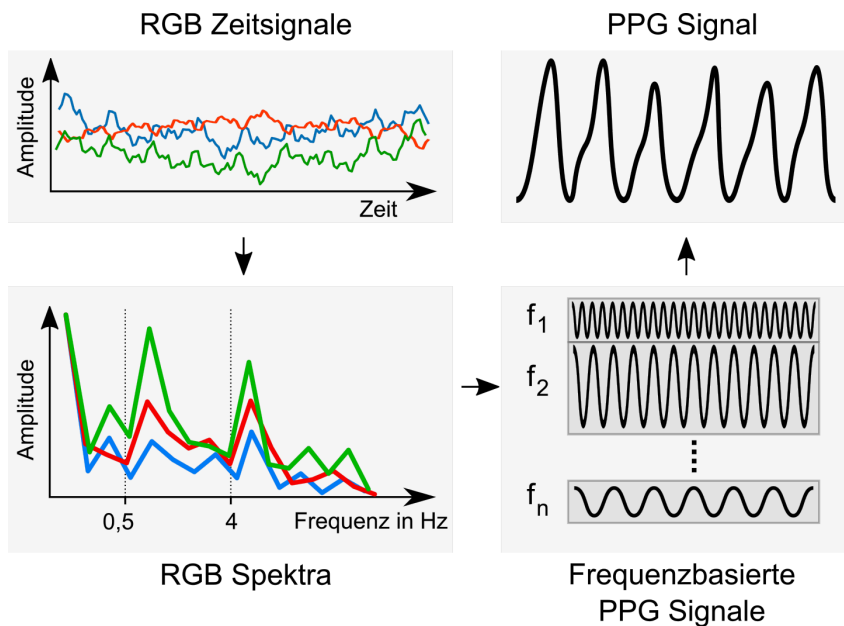 RGB Zeitsignale
Amplitude
Zeit
PPG Signal
Amplitude
0,5
4
Frequenz in Hz
RGB Spektra
f1
f2
fn
Frequenzbasierte
PPG Signale